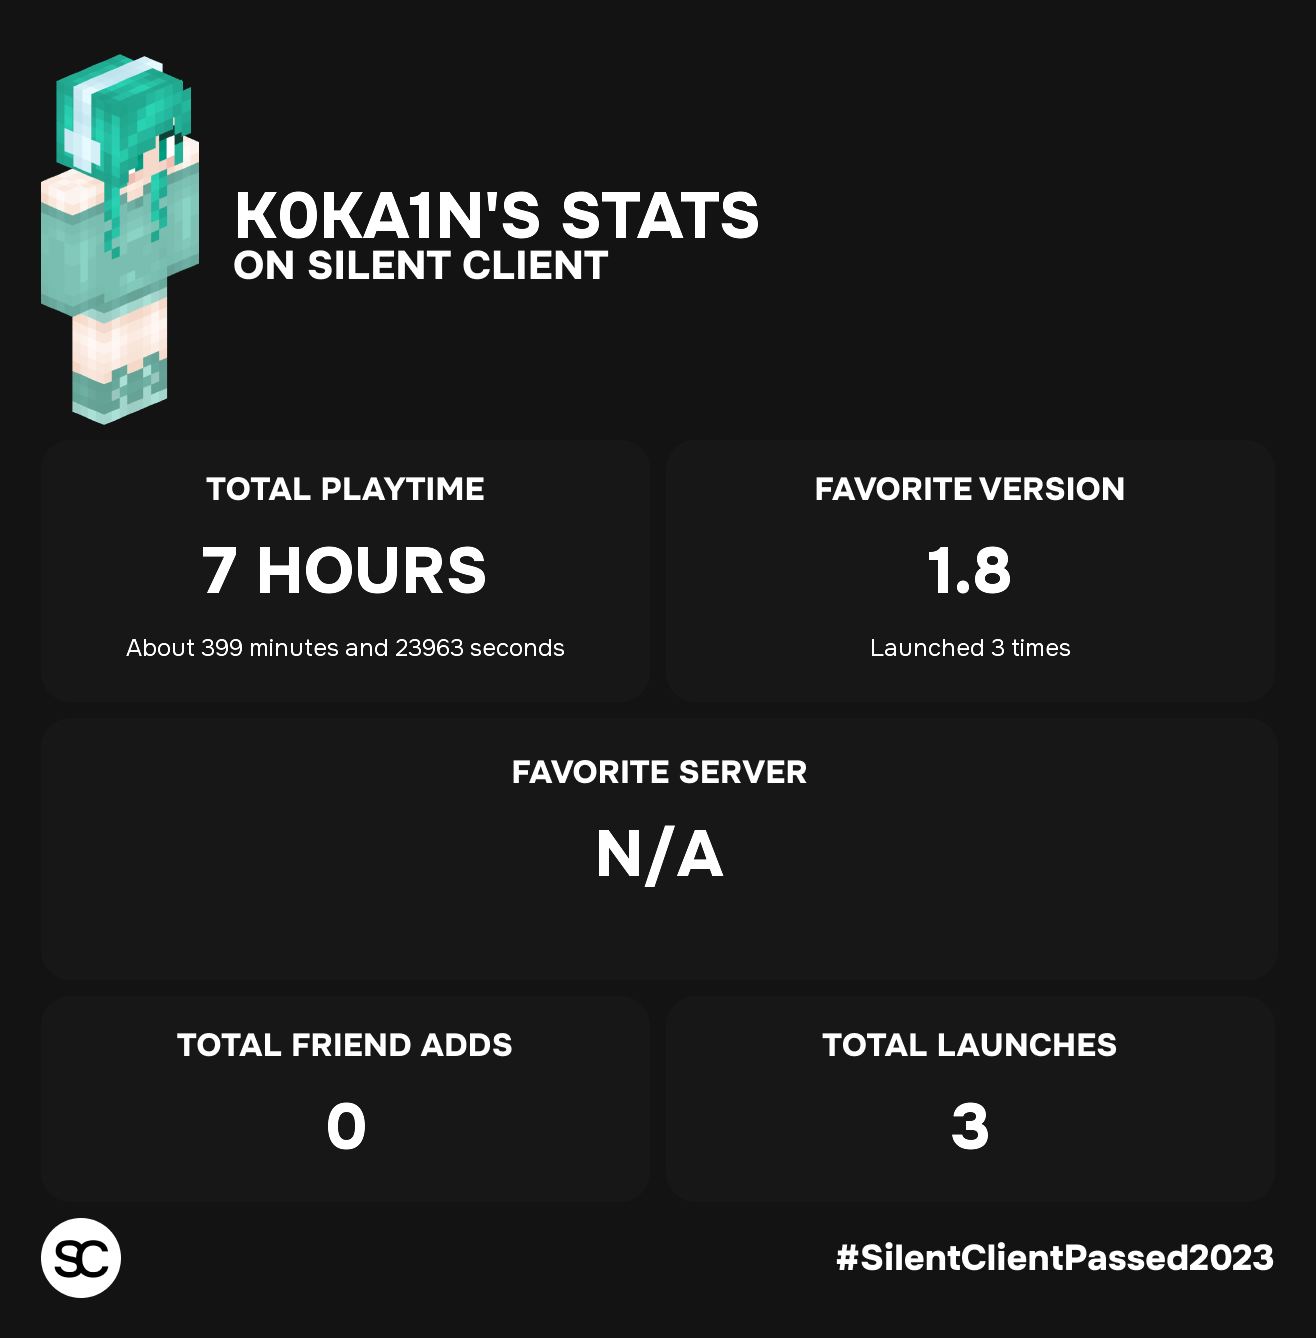 K0KA1N'S STATS
ON SILENT CLIENT
TOTAL PLAYTIME
7 HOURS
About 399 minutes and 23963 seconds
FAVORITE VERSION
1.8
Launched 3 times
FAVORITE SERVER
N/A
TOTAL FRIEND ADDS
0
TOTAL LAUNCHES
3
SC
#SilentClientPassed2023